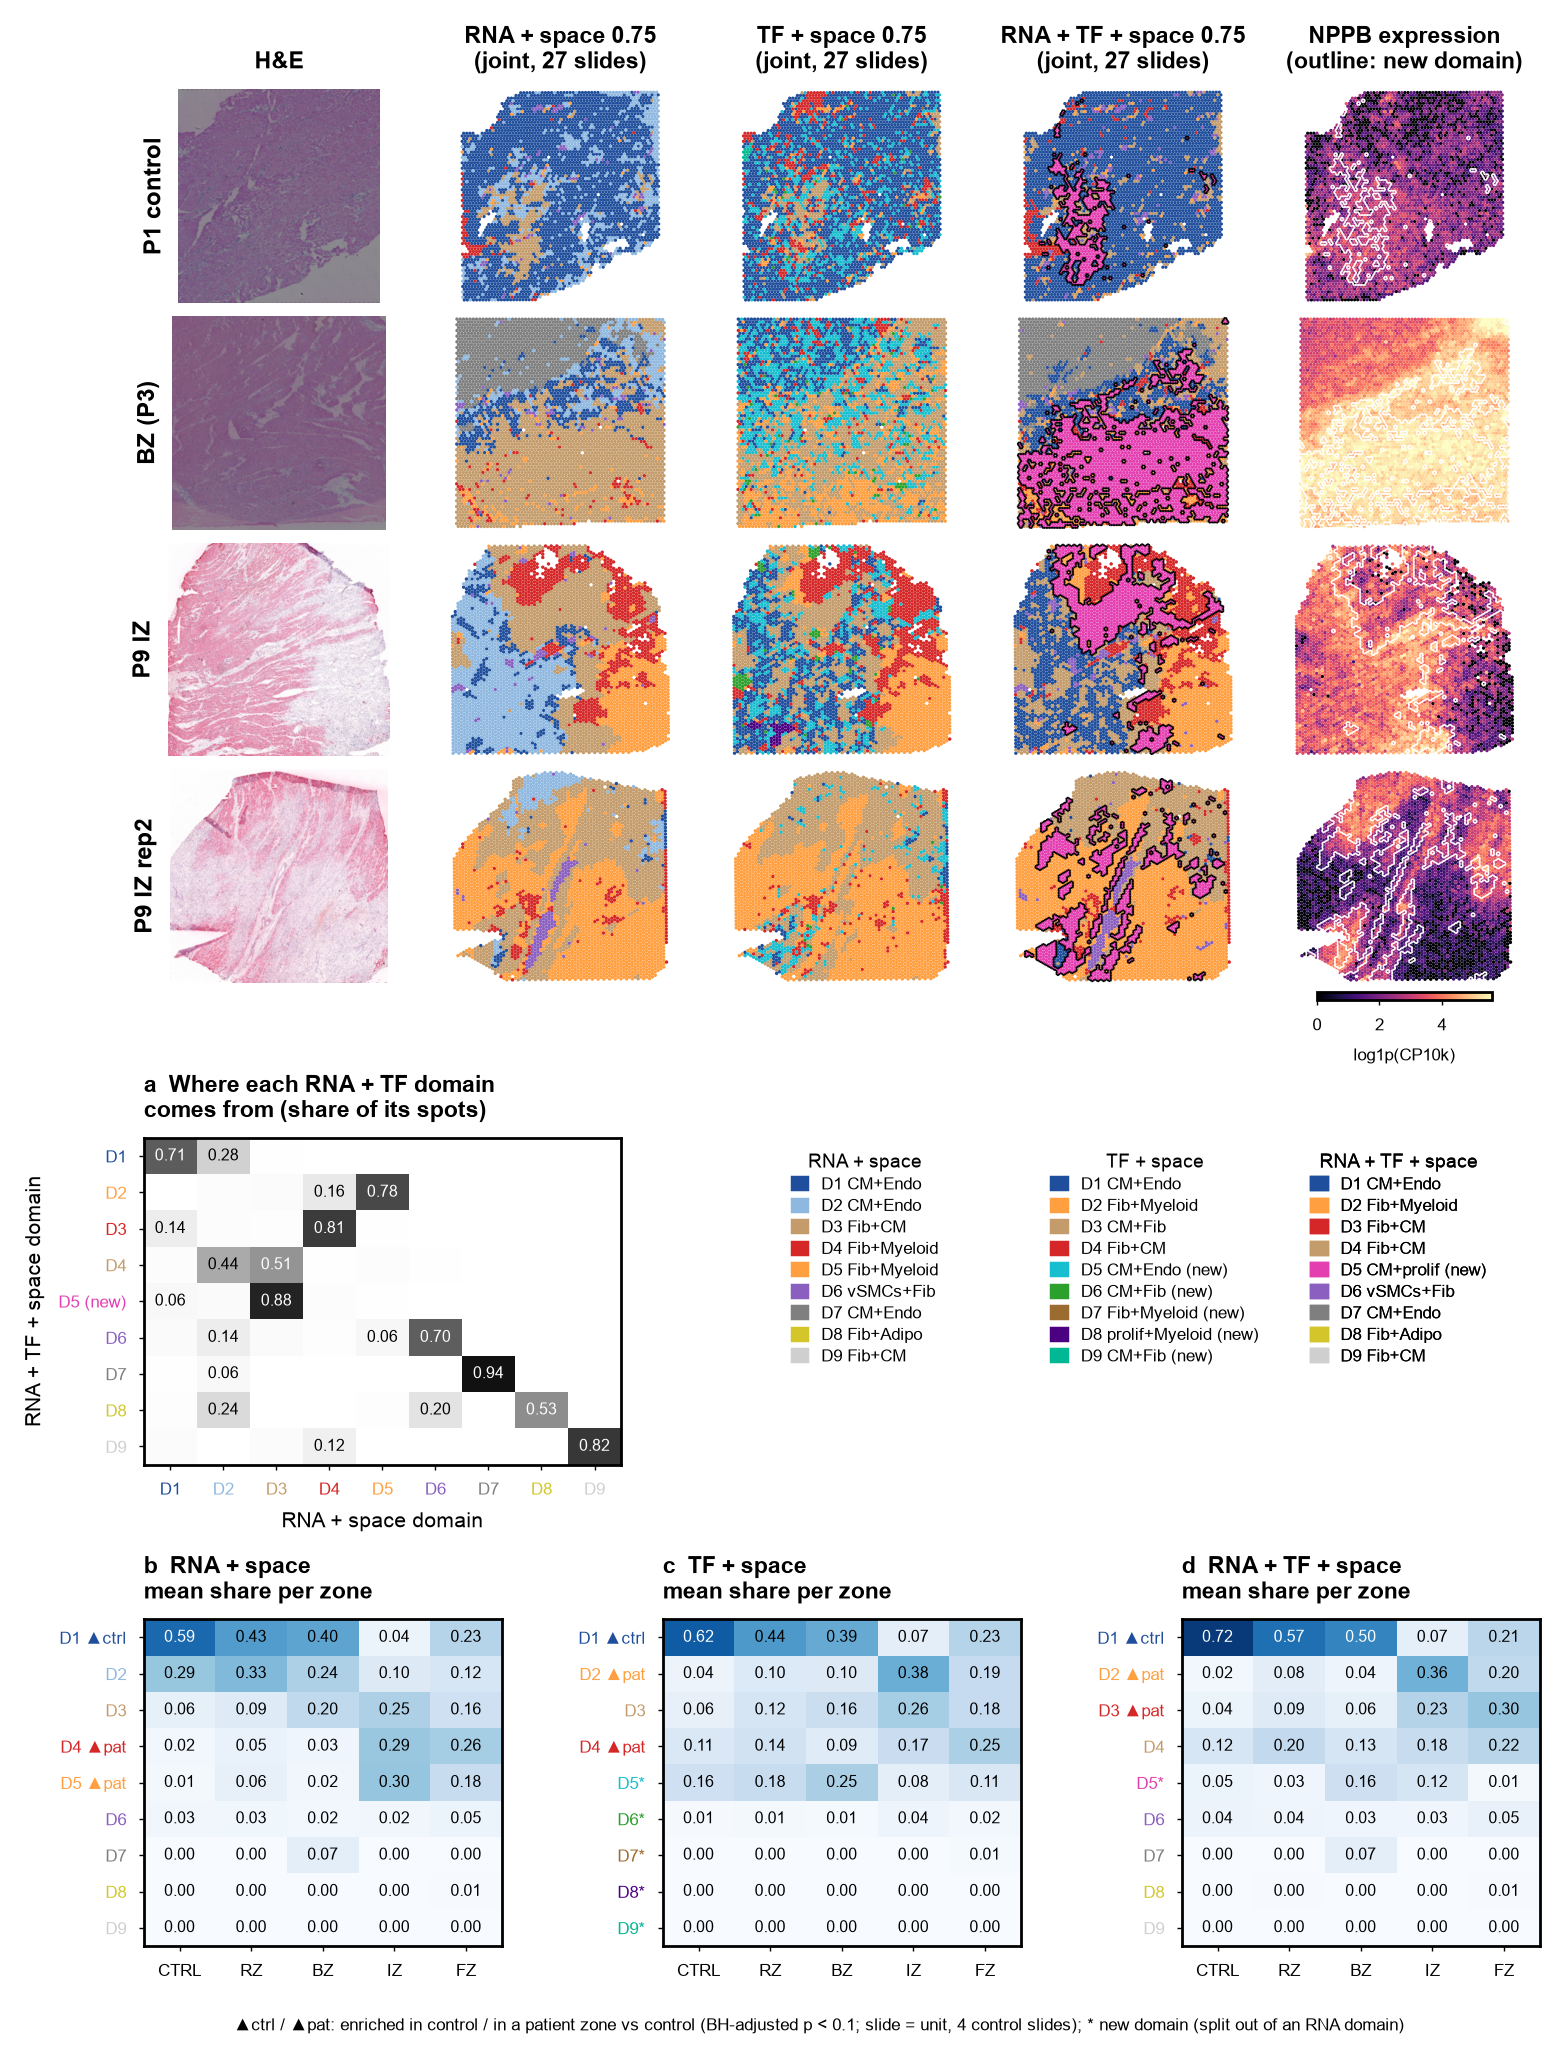 H&E
RNA + space 0.75
(joint, 27 slides)
TF + space 0.75
(joint, 27 slides)
RNA + TF + space 0.75
(joint, 27 slides)
NPPB expression
(outline: new domain)
P1 control
BZ (P3)
P9 IZ
P9 IZ rep2
0 2 4
log1p(CP10k)
a Where each RNA + TF domain
comes from (share of its spots)
RNA + TF + space domain
D1 0.71 0.28
D2 0.16 0.78
D3 0.14 0.81
D4 0.44 0.51
D5 (new) 0.06 0.88
D6 0.14 0.06 0.70
D7 0.06 0.94
D8 0.24 0.20 0.53
D9 0.12 0.82
D1 D2 D3 D4 D5 D6 D7 D8 D9
RNA + space domain
RNA + space
D1 CM+Endo
D2 CM+Endo
D3 Fib+CM
D4 Fib+Myeloid
D5 Fib+Myeloid
D6 vSMCs+Fib
D7 CM+Endo
D8 Fib+Adipo
D9 Fib+CM
TF + space
D1 CM+Endo
D2 Fib+Myeloid
D3 CM+Fib
D4 Fib+CM
D5 CM+Endo (new)
D6 CM+Fib (new)
D7 Fib+Myeloid (new)
D8 prolif+Myeloid (new)
D9 CM+Fib (new)
RNA + TF + space
D1 CM+Endo
D2 Fib+Myeloid
D3 Fib+CM
D4 Fib+CM
D5 CM+prolif (new)
D6 vSMCs+Fib
D7 CM+Endo
D8 Fib+Adipo
D9 Fib+CM
b RNA + space
mean share per zone
D1 ▲ctrl 0.59 0.43 0.40 0.04 0.23
D2 0.29 0.33 0.24 0.10 0.12
D3 0.06 0.09 0.20 0.25 0.16
D4 ▲pat 0.02 0.05 0.03 0.29 0.26
D5 ▲pat 0.01 0.06 0.02 0.30 0.18
D6 0.03 0.03 0.02 0.02 0.05
D7 0.00 0.00 0.07 0.00 0.00
D8 0.00 0.00 0.00 0.00 0.01
D9 0.00 0.00 0.00 0.00 0.00
CTRL RZ BZ IZ FZ
c TF + space
mean share per zone
D1 ▲ctrl 0.62 0.44 0.39 0.07 0.23
D2 ▲pat 0.04 0.10 0.10 0.38 0.19
D3 0.06 0.12 0.16 0.26 0.18
D4 ▲pat 0.11 0.14 0.09 0.17 0.25
D5* 0.16 0.18 0.25 0.08 0.11
D6* 0.01 0.01 0.01 0.04 0.02
D7* 0.00 0.00 0.00 0.00 0.01
D8* 0.00 0.00 0.00 0.00 0.00
D9* 0.00 0.00 0.00 0.00 0.00
CTRL RZ BZ IZ FZ
d RNA + TF + space
mean share per zone
D1 ▲ctrl 0.72 0.57 0.50 0.07 0.21
D2 ▲pat 0.02 0.08 0.04 0.36 0.20
D3 ▲pat 0.04 0.09 0.06 0.23 0.30
D4 0.12 0.20 0.13 0.18 0.22
D5* 0.05 0.03 0.16 0.12 0.01
D6 0.04 0.04 0.03 0.03 0.05
D7 0.00 0.00 0.07 0.00 0.00
D8 0.00 0.00 0.00 0.00 0.01
D9 0.00 0.00 0.00 0.00 0.00
CTRL RZ BZ IZ FZ
▲ctrl / ▲pat: enriched in control / in a patient zone vs control (BH-adjusted p < 0.1; slide = unit, 4 control slides); * new domain (split out of an RNA domain)